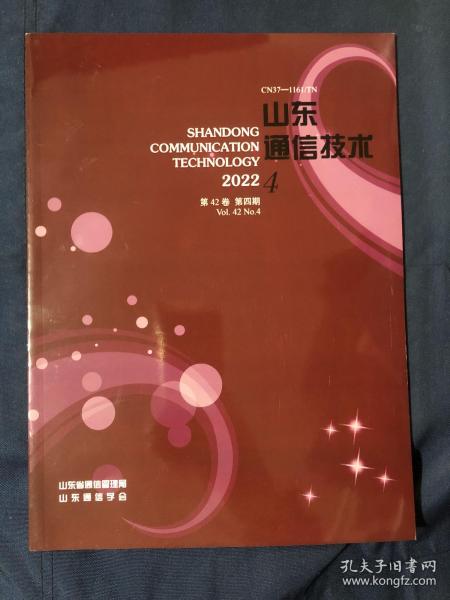 CN37—1161/TN
山东
通信技术
SHANDONG
COMMUNICATION
TECHNOLOGY
2022 4
第 42 卷 第四期
Vol. 42 No.4
山东省通信管理局
山东通信学会
孔夫子旧书网
www.kongfz.com